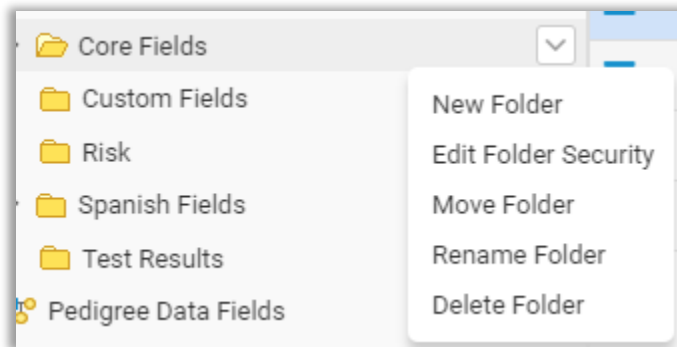 Core Fields
Custom Fields
Risk
Spanish Fields
Test Results
Pedigree Data Fields
New Folder
Edit Folder Security
Move Folder
Rename Folder
Delete Folder